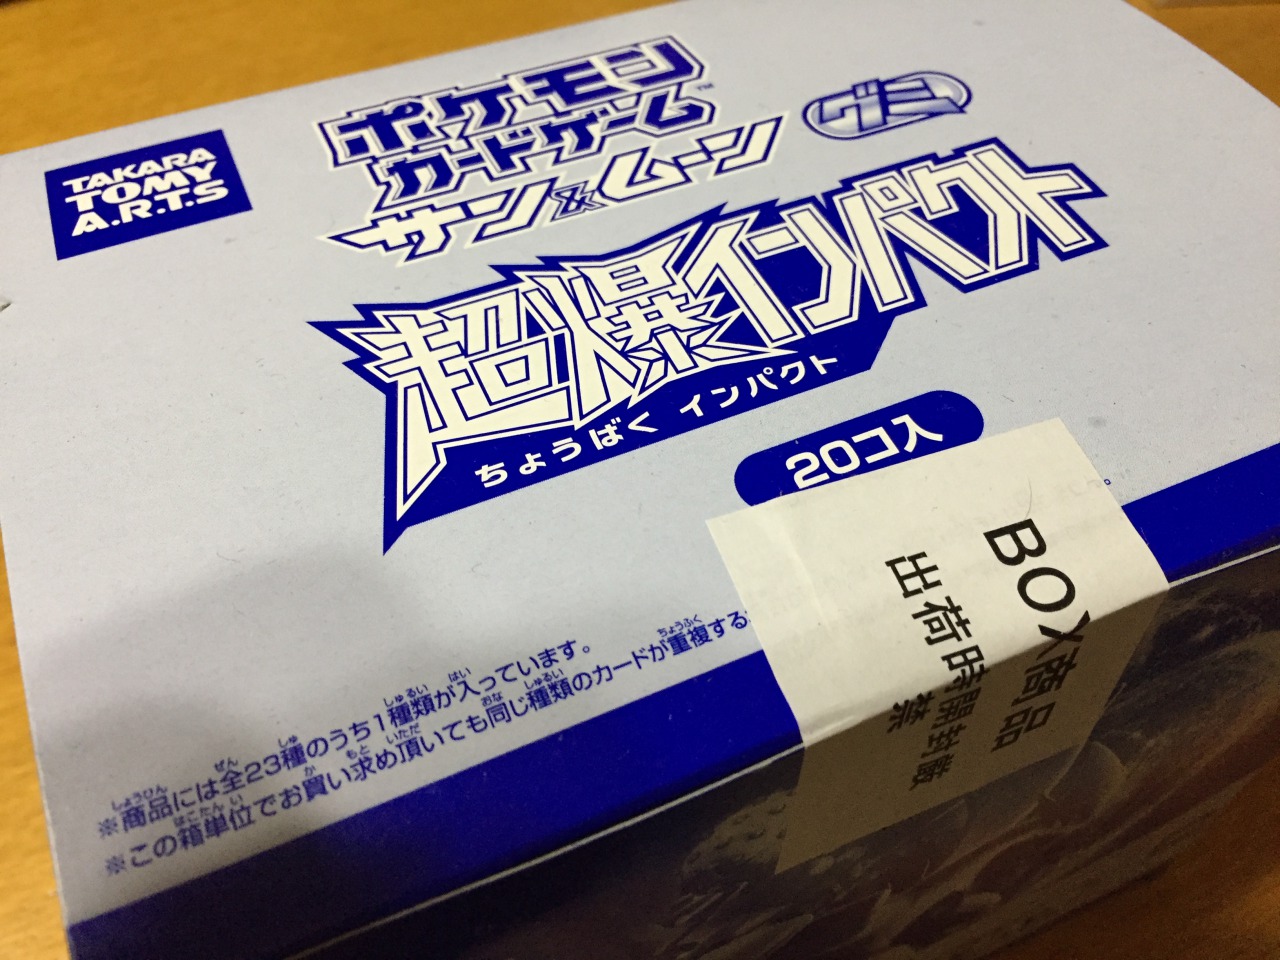 TAKARA
TOMY
A.R.T.S
ポケモン
カードゲーム™
サン&ムーン
グミ
超爆インパクト
ちょうばく インパクト
20コ入
※商品には全23種のうち1種類が入っています。
※この箱単位でお買い求め頂いても同じ種類のカードが重複する
BOX商品
出荷時開封厳
禁